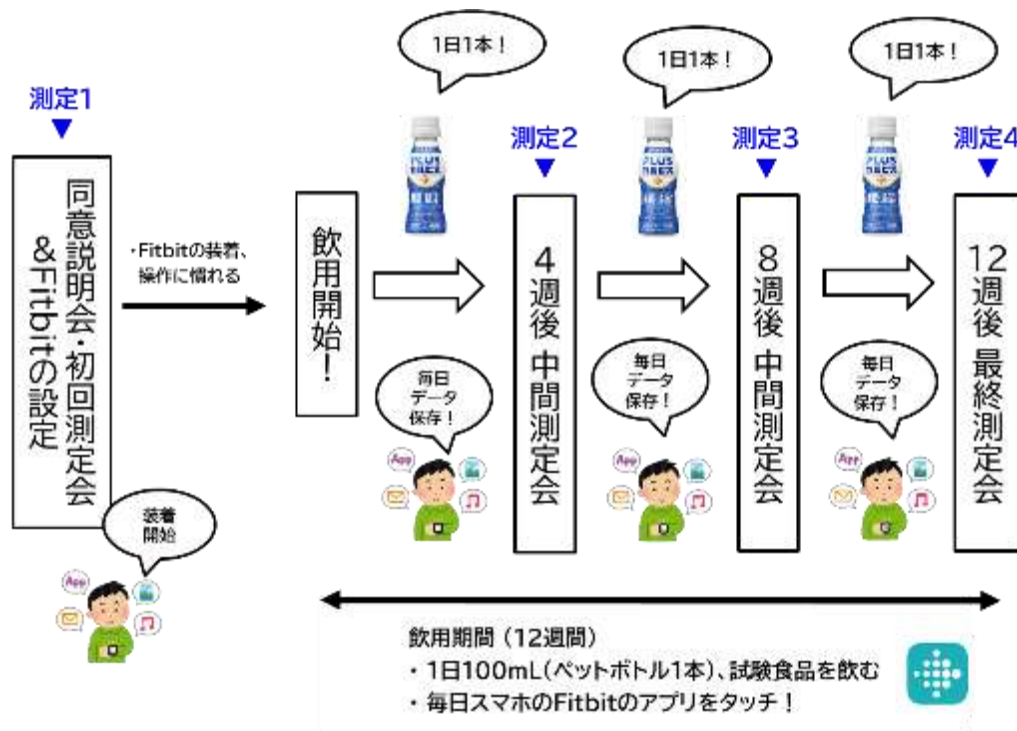 1日1本！
1日1本！
1日1本！
測定1
測定2
測定3
測定4
同意説明会・初回測定会
&Fitbitの設定
・Fitbitの装着、
操作に慣れる
飲用開始！
PLUS
PLUS
PLUS
4週後 中間測定会
8週後 中間測定会
12週後 最終測定会
毎日
データ
保存！
毎日
データ
保存！
毎日
データ
保存！
App
App
App
装着
開始
App
飲用期間（12週間）
・1日100mL（ペットボトル1本）、試験食品を飲む
・毎日スマホのFitbitのアプリをタッチ！